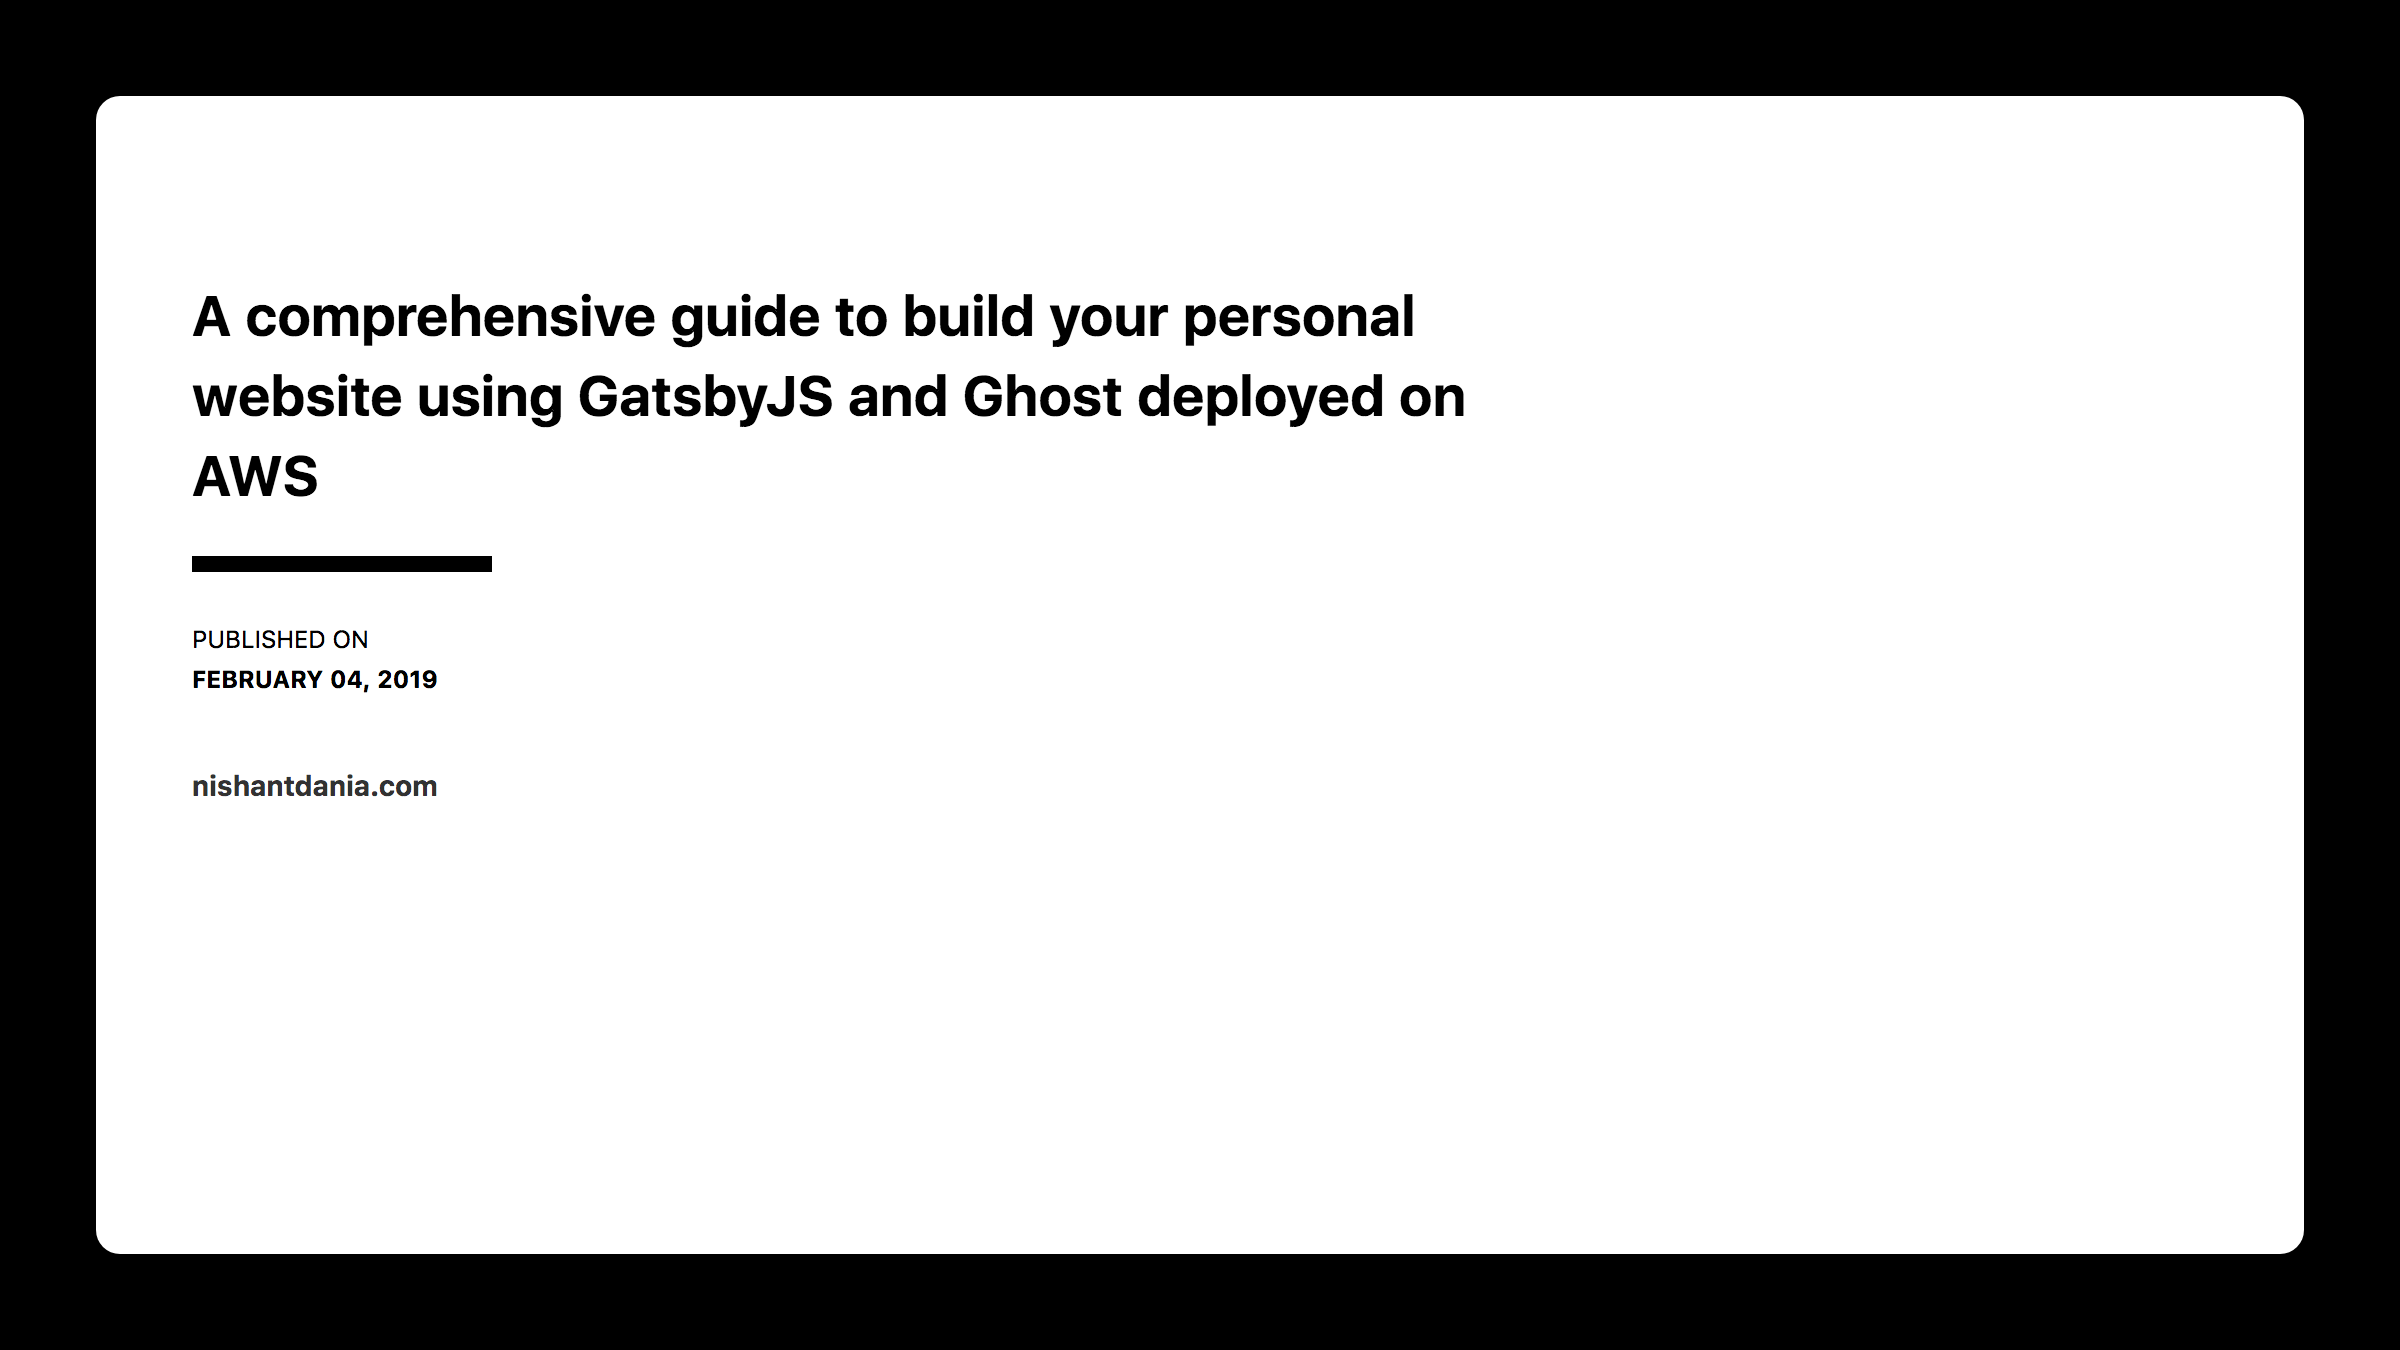 A comprehensive guide to build your personal
website using GatsbyJS and Ghost deployed on
AWS
PUBLISHED ON
FEBRUARY 04, 2019
nishantdania.com